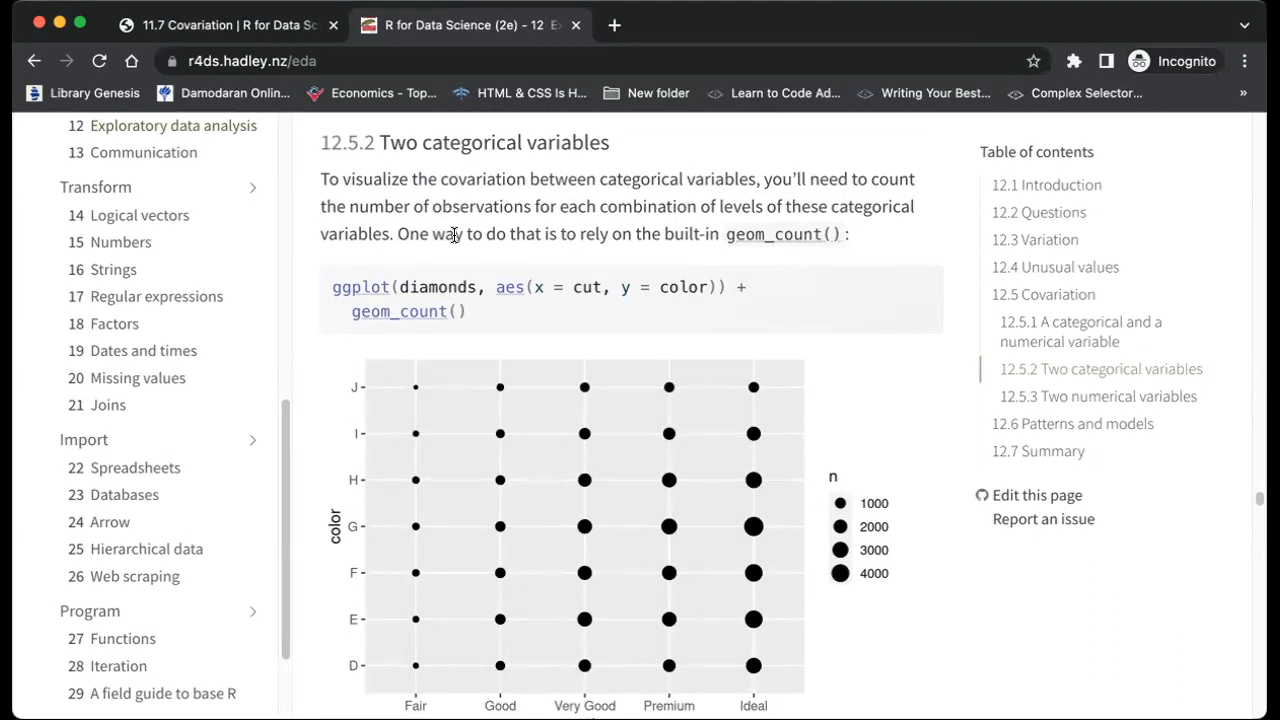 11.7 Covariation | R for Data Sc
R for Data Science (2e) - 12 E
r4ds.hadley.nz/eda
Incognito
Library Genesis
Damodaran Onlin...
Economics - Top...
HTML & CSS Is H...
New folder
Learn to Code Ad...
Writing Your Best...
Complex Selector...
»
12 Exploratory data analysis
13 Communication
Transform
14 Logical vectors
15 Numbers
16 Strings
17 Regular expressions
18 Factors
19 Dates and times
20 Missing values
21 Joins
Import
22 Spreadsheets
23 Databases
24 Arrow
25 Hierarchical data
26 Web scraping
Program
27 Functions
28 Iteration
29 A field guide to base R
12.5.2 Two categorical variables
To visualize the covariation between categorical variables, you’ll need to count
the number of observations for each combination of levels of these categorical
variables. One way to do that is to rely on the built-in geom_count():
ggplot(diamonds, aes(x = cut, y = color)) +
geom_count()
J
I
H
G
F
E
D
color
Fair
Good
Very Good
Premium
Ideal
n
1000
2000
3000
4000
Table of contents
12.1 Introduction
12.2 Questions
12.3 Variation
12.4 Unusual values
12.5 Covariation
12.5.1 A categorical and a
numerical variable
12.5.2 Two categorical variables
12.5.3 Two numerical variables
12.6 Patterns and models
12.7 Summary
Edit this page
Report an issue